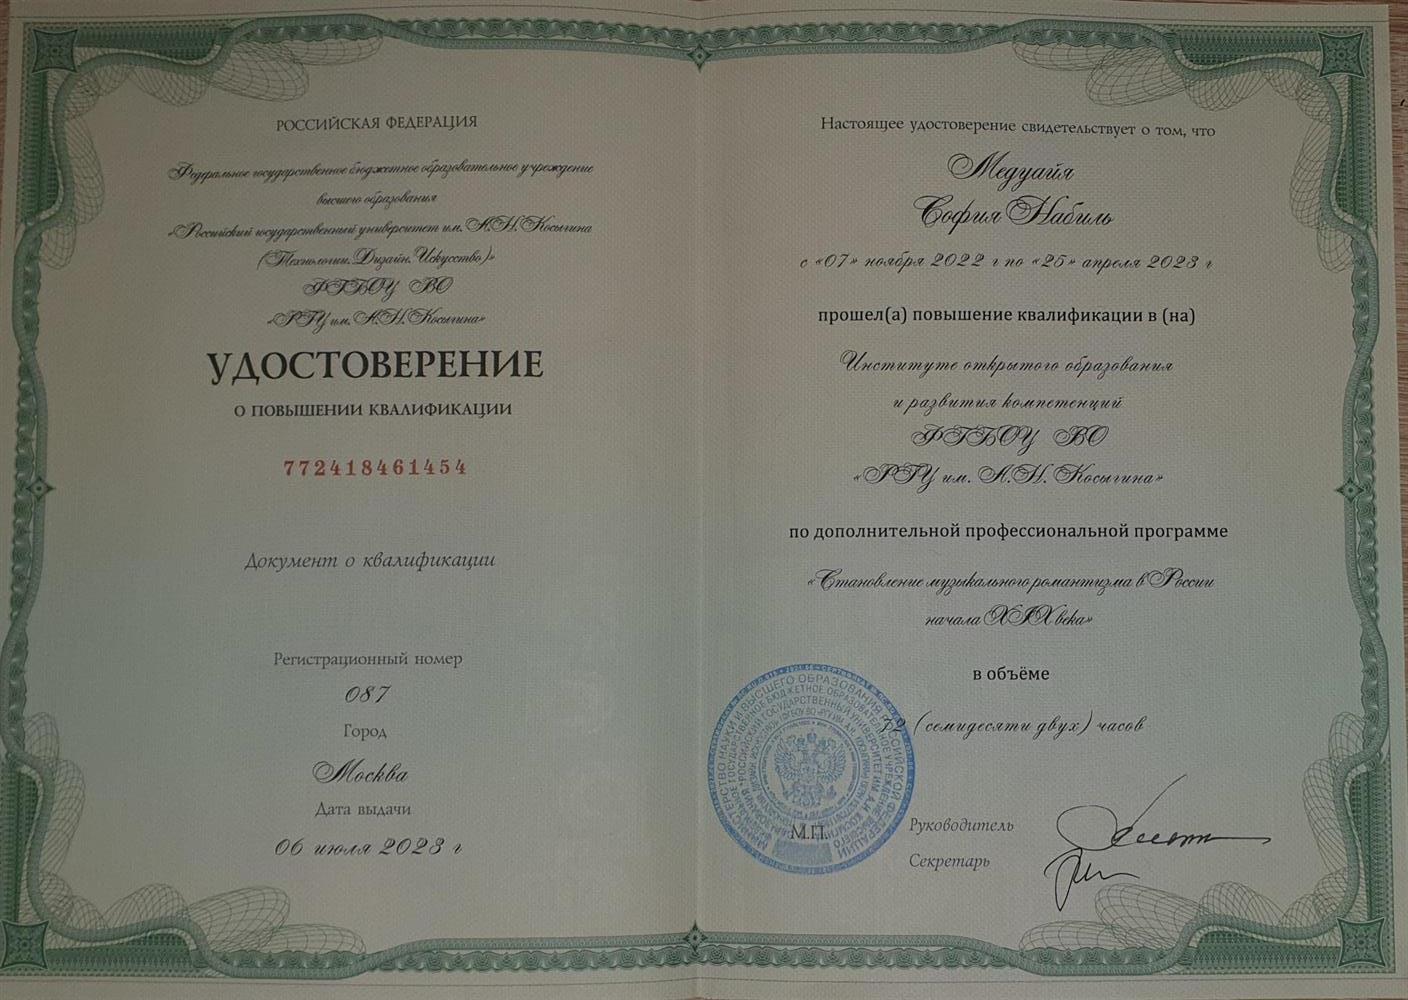 РОССИЙСКАЯ ФЕДЕРАЦИЯ
Федеральное государственное бюджетное образовательное учреждение
высшего образования
«Российский государственный университет им. А.Н. Косыгина
(Технологии. Дизайн. Искусство)»
ФГБОУ ВО
«РГУ им. А.Н. Косыгина»
УДОСТОВЕРЕНИЕ
О ПОВЫШЕНИИ КВАЛИФИКАЦИИ
772418461454
Документ о квалификации
Регистрационный номер
087
Город
Москва
Дата выдачи
06 июля 2023 г
Настоящее удостоверение свидетельствует о том, что
Медуайя
София Набиль
с «07» ноября 2022 г по «25» апреля 2023 г
прошел(а) повышение квалификации в (на)
Институте открытого образования
и развития компетенций
ФГБОУ ВО
«РГУ им. А.Н. Косыгина»
по дополнительной профессиональной программе
«Становление музыкального романтизма в России
начала XIX века»
в объёме
72 (семидесяти двух) часов
М.П.
Руководитель
Секретарь